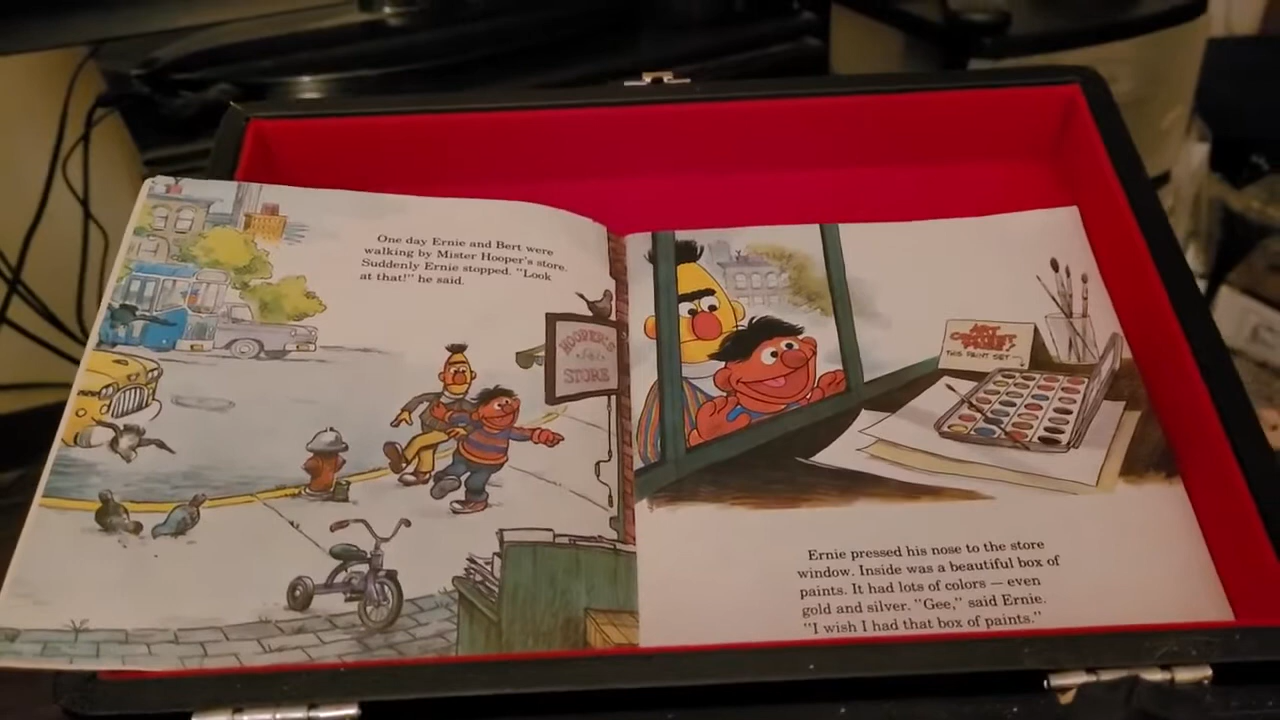 One day Ernie and Bert were
walking by Mister Hooper's store.
Suddenly Ernie stopped. "Look
at that!" he said.
HOOPER'S
STORE
ART
CONTEST
THIS PAINT SET
Ernie pressed his nose to the store
window. Inside was a beautiful box of
paints. It had lots of colors — even
gold and silver. "Gee," said Ernie.
"I wish I had that box of paints."